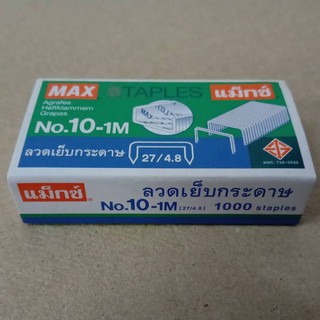 MAX STAPLES แม็กซ์
Agrafes
Heftklammern
Grapas
No.10-1M
ลวดเย็บกระดาษ 27/4.8
แม็กซ์ ลวดเย็บกระดาษ
No.10-1M (27/4.8) 1000 staples